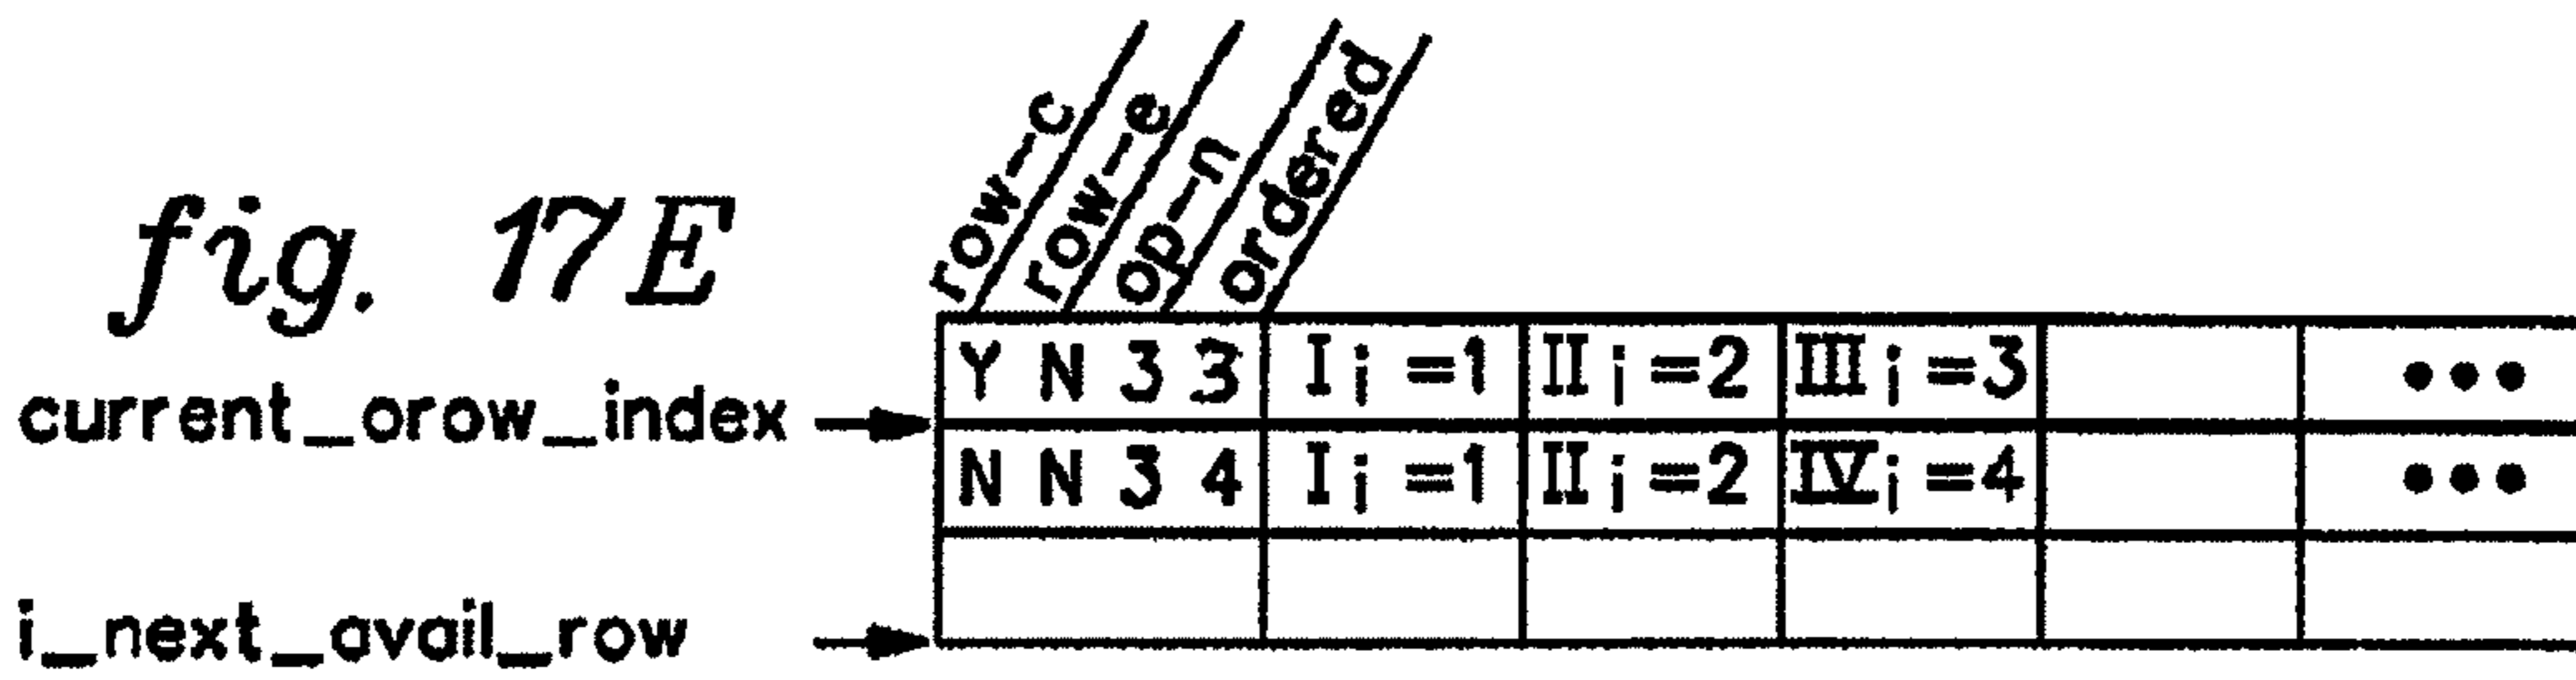 row-c row-e op-n ordered
fig. 17E
Y N 3 3 I i =1 II i =2 III i =3 •••
current_orow_index
N N 3 4 I i =1 II i =2 IV i =4 •••
i_next_avail_row